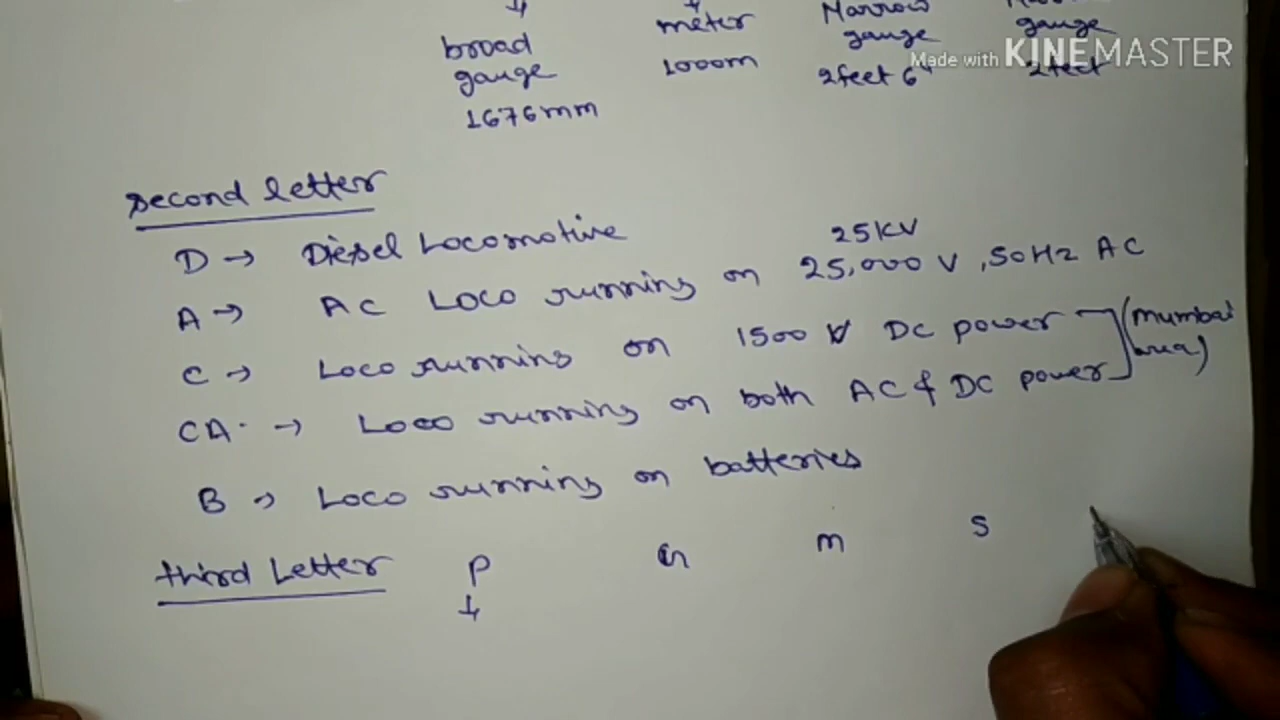 meter Narrow
broad gauge gauge
gauge 1000m 2feet 6" 2feet
1676mm
Made with KINEMASTER
Second letter
D → Diesel Locomotive
25KV
A → AC Loco running on 25,000 V, 50Hz AC
C → Loco running on 1500 V DC power (Mumbai
area)
CA → Loco running on both AC & DC power
B → Loco running on batteries
third Letter P G m S